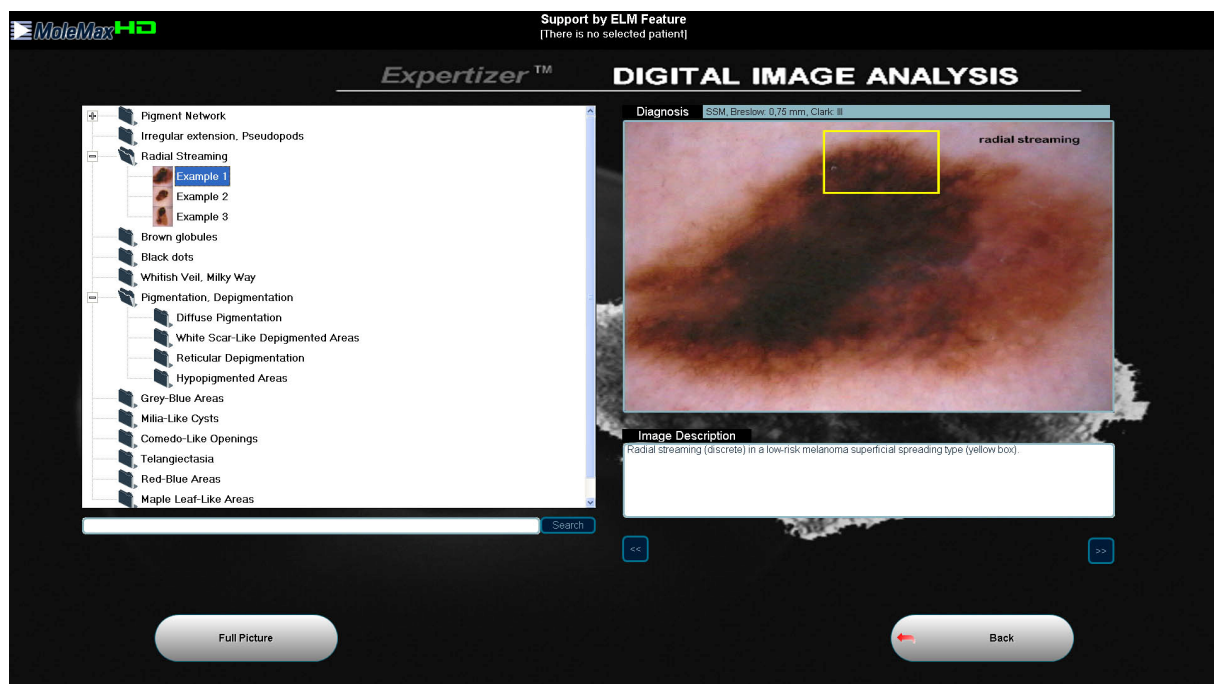 MoleMax HD
Support by ELM Feature
[There is no selected patient]
Expertizer™ DIGITAL IMAGE ANALYSIS
Pigment Network
Irregular extension, Pseudopods
Radial Streaming
Example 1
Example 2
Example 3
Brown globules
Black dots
Whitish Veil, Milky Way
Pigmentation, Depigmentation
Diffuse Pigmentation
White Scar-Like Depigmented Areas
Reticular Depigmentation
Hypopigmented Areas
Grey-Blue Areas
Milia-Like Cysts
Comedo-Like Openings
Telangiectasia
Red-Blue Areas
Maple Leaf-Like Areas
Search
Diagnosis SSM, Breslow: 0,75 mm, Clark: III
radial streaming
Image Description
Radial streaming (discrete) in a low-risk melanoma superficial spreading type (yellow box).
<< >>
Full Picture
Back